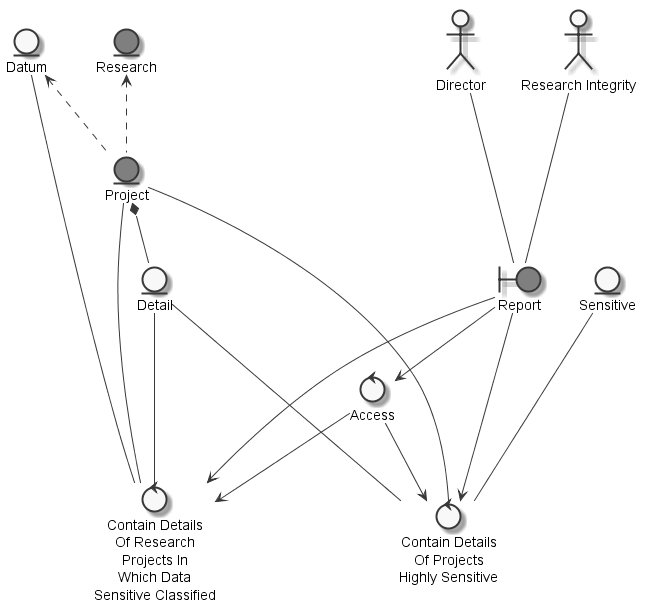 Datum
Research
Director
Research Integrity
Project
Detail
Report
Sensitive
Access
Contain Details
Of Research
Projects In
Which Data
Sensitive Classified
Contain Details
Of Projects
Highly Sensitive